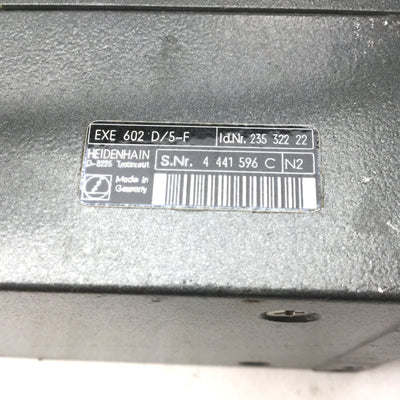 EXE 602 D/5-F Id.Nr. 235 322 22
HEIDENHAIN S.Nr. 4 441 596 C N2
D-8225 Traunreut
Made in
Germany